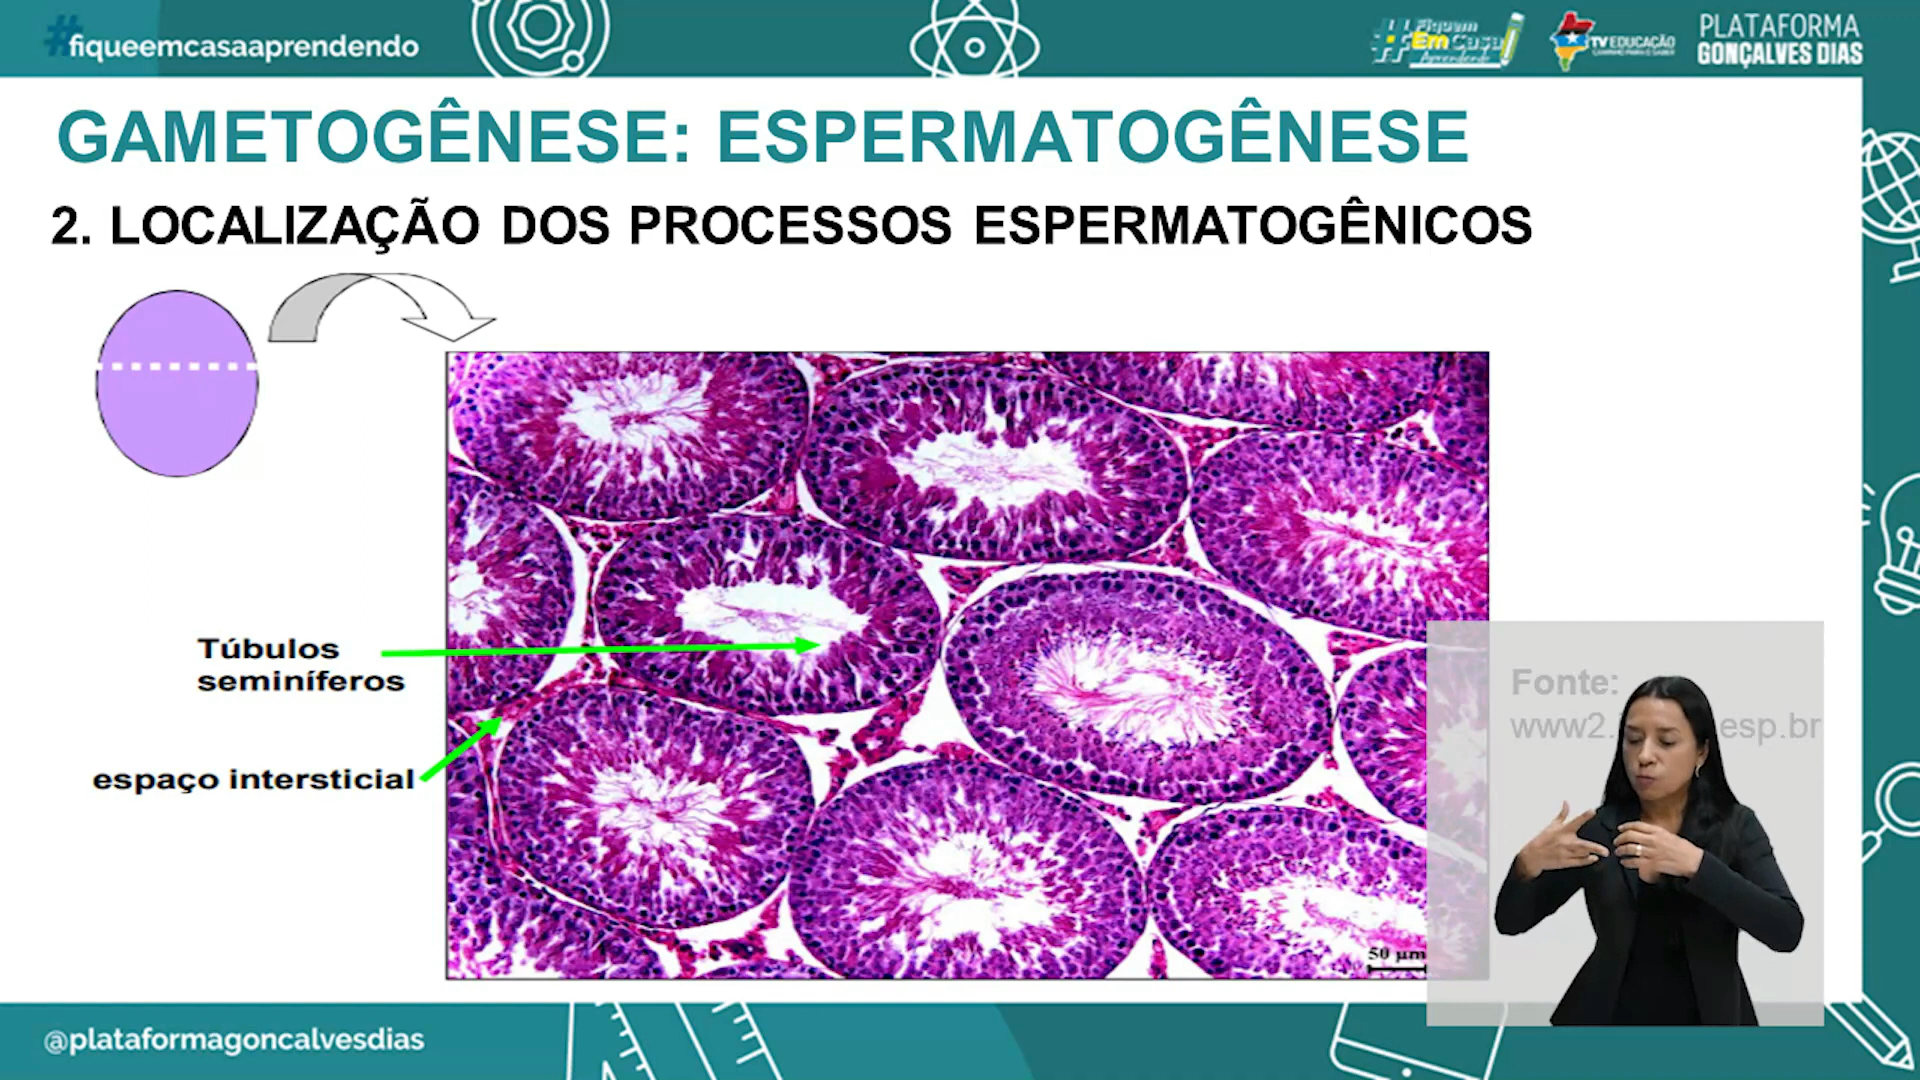 #fiqueemcasaaprendendo
#Fiquem
Em Casa
Aprendendo
TV EDUCAÇÃO
PLATAFORMA
GONÇALVES DIAS
GAMETOGÊNESE: ESPERMATOGÊNESE
2. LOCALIZAÇÃO DOS PROCESSOS ESPERMATOGÊNICOS
Túbulos
seminíferos
espaço intersticial
Fonte:
www2. esp.br
50 µm
@plataformagoncalvesdias